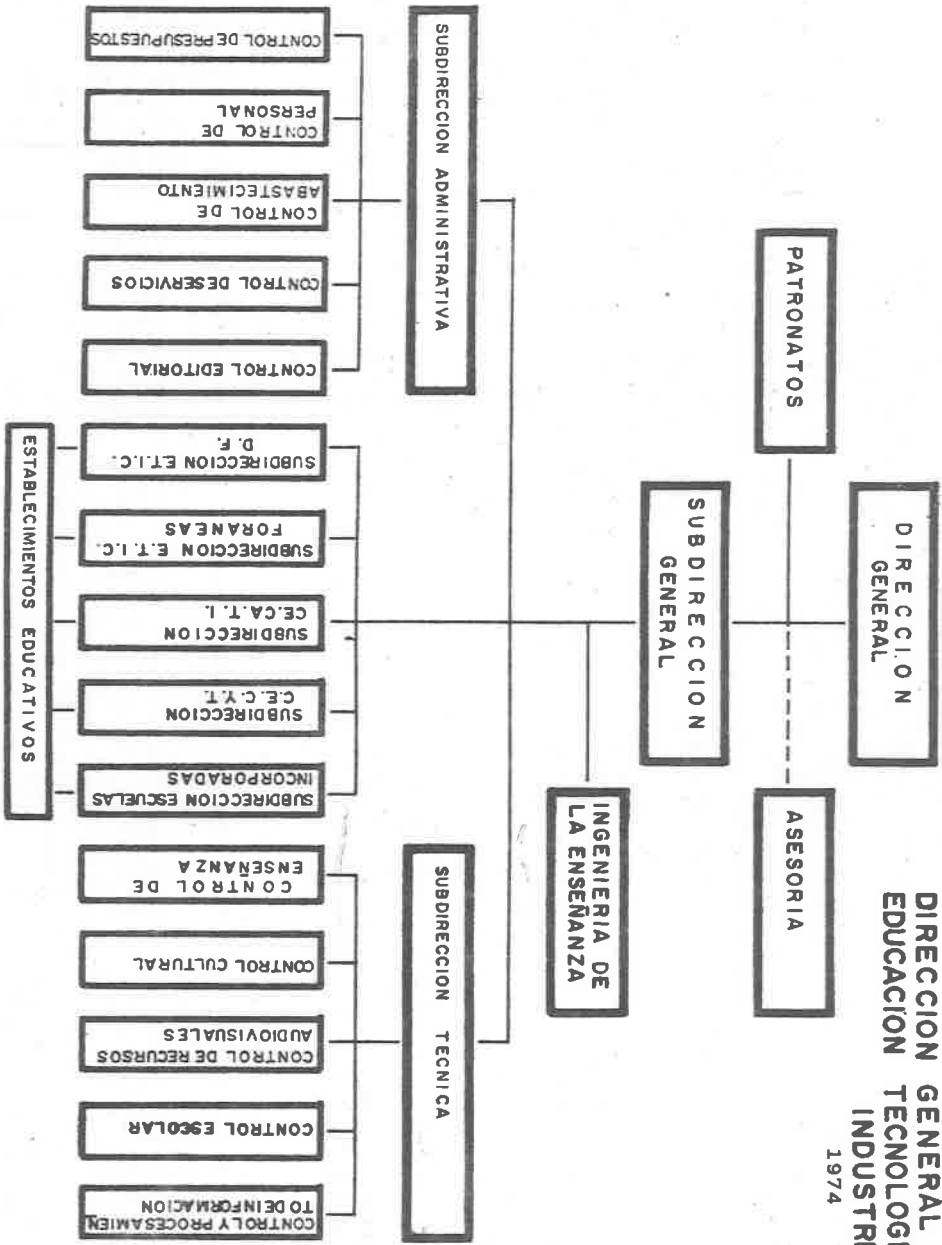 DIRECCION GENERAL
EDUCACION
1974
DIRECCION
GENERAL
PATRONATOS
ASESORIA
SUBDIRECCION
GENERAL
INGENIERIA DE
LA ENSEÑANZA
SUBDIRECCION ADMINISTRATIVA
SUBDIRECCION TECNICA
CONTROL DE PRESUPUESTOS
CONTROL DE
PERSONAL
CONTROL DE
ABASTECIMIENTO
CONTROL DE SERVICIOS
CONTROL EDITORIAL
SUBDIRECCION E.T.I.C.
D. F.
SUBDIRECCION E.T.I.C.
FORANEAS
SUBDIRECCION
CE.CA.T. I.
SUBDIRECCION
C.E.C.Y.T.
SUBDIRECCION ESCUELAS
INCORPORADAS
CONTROL DE
ENSEÑANZA
CONTROL CULTURAL
CONTROL DE RECURSOS
AUDIOVISUALES
CONTROL ESCOLAR
CONTROL Y PROCESAMIEN
TO DE INFORMACION
ESTABLECIMIENTOS EDUCATIVOS